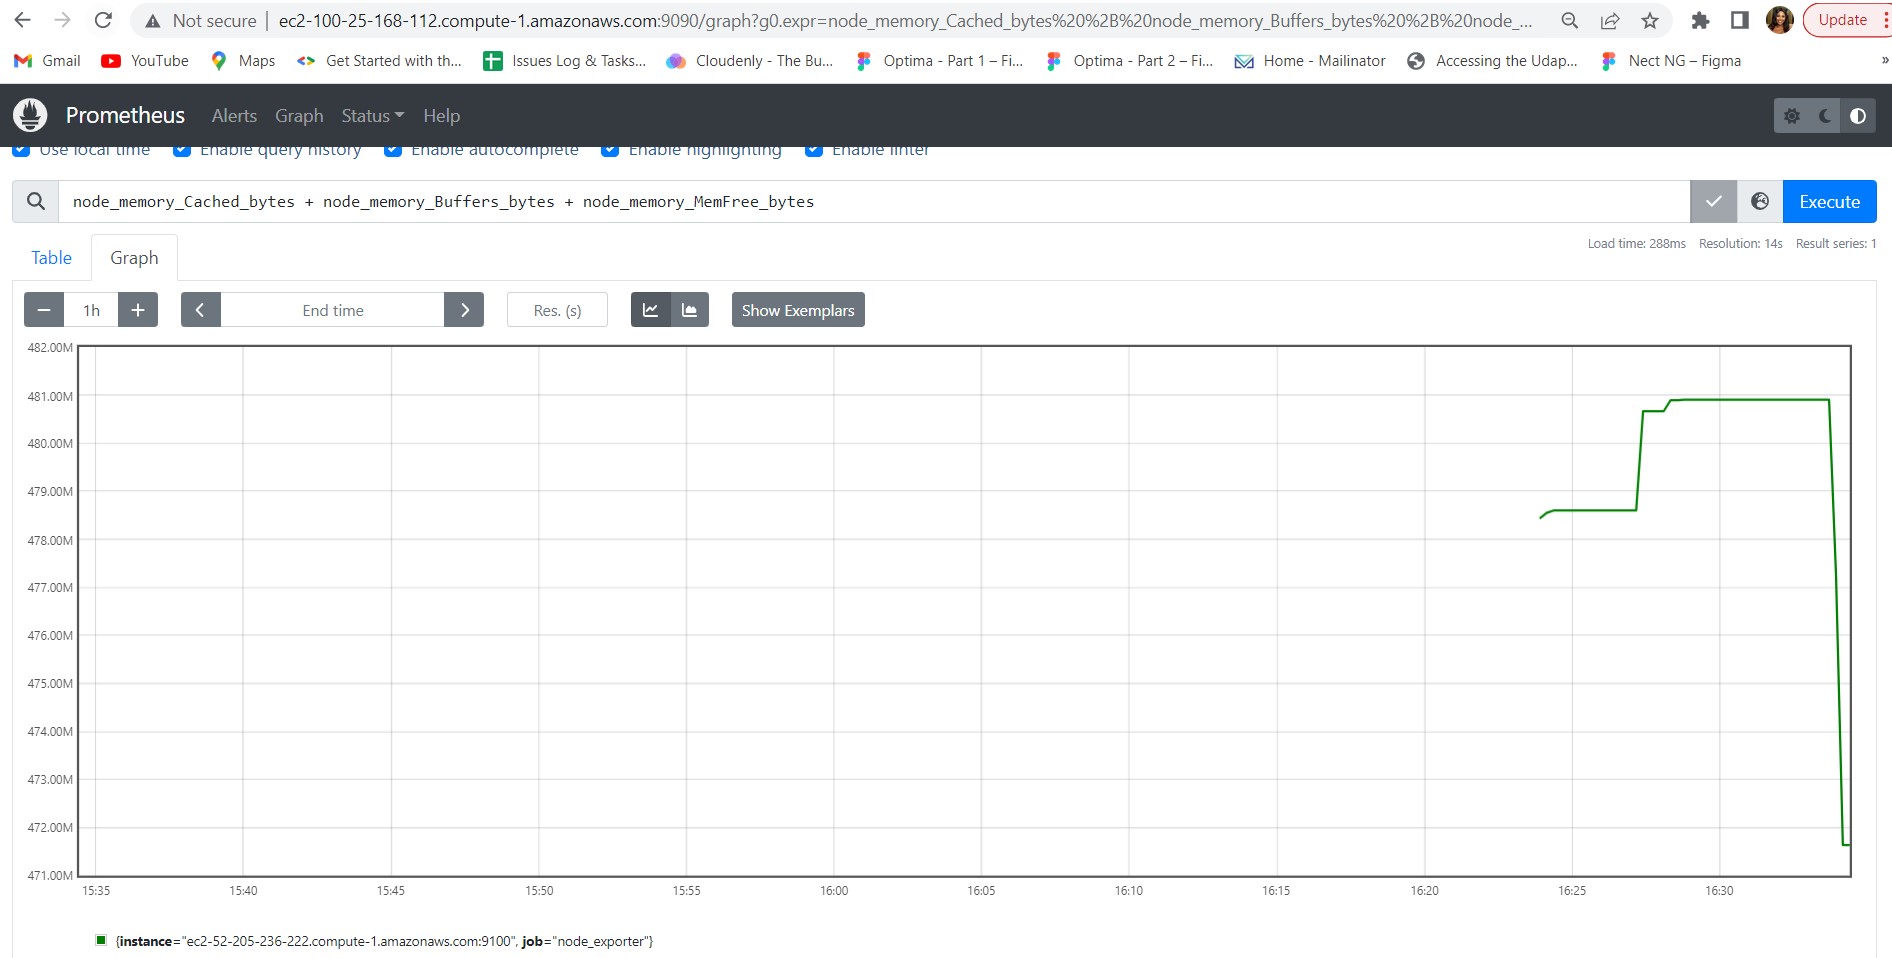 Not secure | ec2-100-25-168-112.compute-1.amazonaws.com:9090/graph?g0.expr=node_memory_Cached_bytes%20%2B%20node_memory_Buffers_bytes%20%2B%20node_... Update
Gmail YouTube Maps Get Started with th... Issues Log & Tasks... Cloudenly - The Bu... Optima - Part 1 – Fi... Optima - Part 2 – Fi... Home - Mailinator Accessing the Udap... Nect NG – Figma »
Prometheus Alerts Graph Status Help
Use local time Enable query history Enable autocomplete Enable highlighting Enable linter
node_memory_Cached_bytes + node_memory_Buffers_bytes + node_memory_MemFree_bytes Execute
Load time: 288ms Resolution: 14s Result series: 1
Table Graph
1h End time Res. (s) Show Exemplars
482.00M
481.00M
480.00M
479.00M
478.00M
477.00M
476.00M
475.00M
474.00M
473.00M
472.00M
471.00M
15:35 15:40 15:45 15:50 15:55 16:00 16:05 16:10 16:15 16:20 16:25 16:30
{instance="ec2-52-205-236-222.compute-1.amazonaws.com:9100", job="node_exporter"}